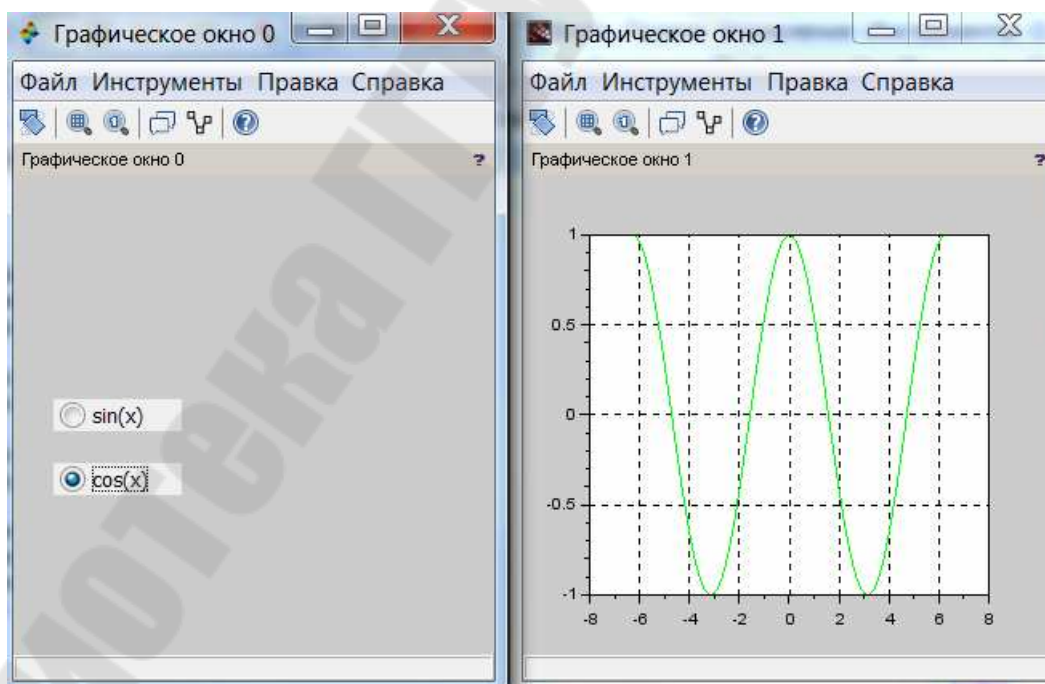 Графическое окно 0
Файл Инструменты Правка Справка
Графическое окно 0 ?
sin(x)
cos(x)
Графическое окно 1
Файл Инструменты Правка Справка
Графическое окно 1 ?
1
0.5
0
-0.5
-1
-8 -6 -4 -2 0 2 4 6 8